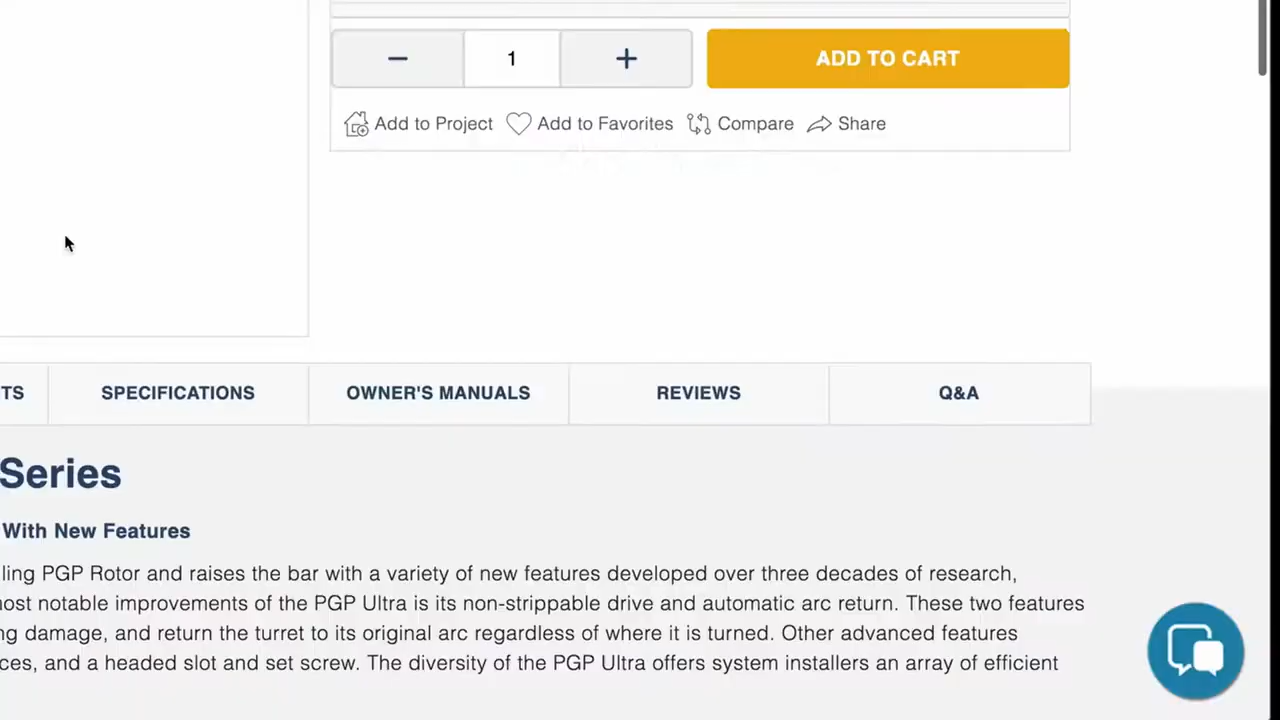 1
ADD TO CART
Add to Project Add to Favorites Compare Share
TS SPECIFICATIONS OWNER'S MANUALS REVIEWS Q&A
Series
With New Features
ling PGP Rotor and raises the bar with a variety of new features developed over three decades of research,
nost notable improvements of the PGP Ultra is its non-strippable drive and automatic arc return. These two features
ng damage, and return the turret to its original arc regardless of where it is turned. Other advanced features
ces, and a headed slot and set screw. The diversity of the PGP Ultra offers system installers an array of efficient